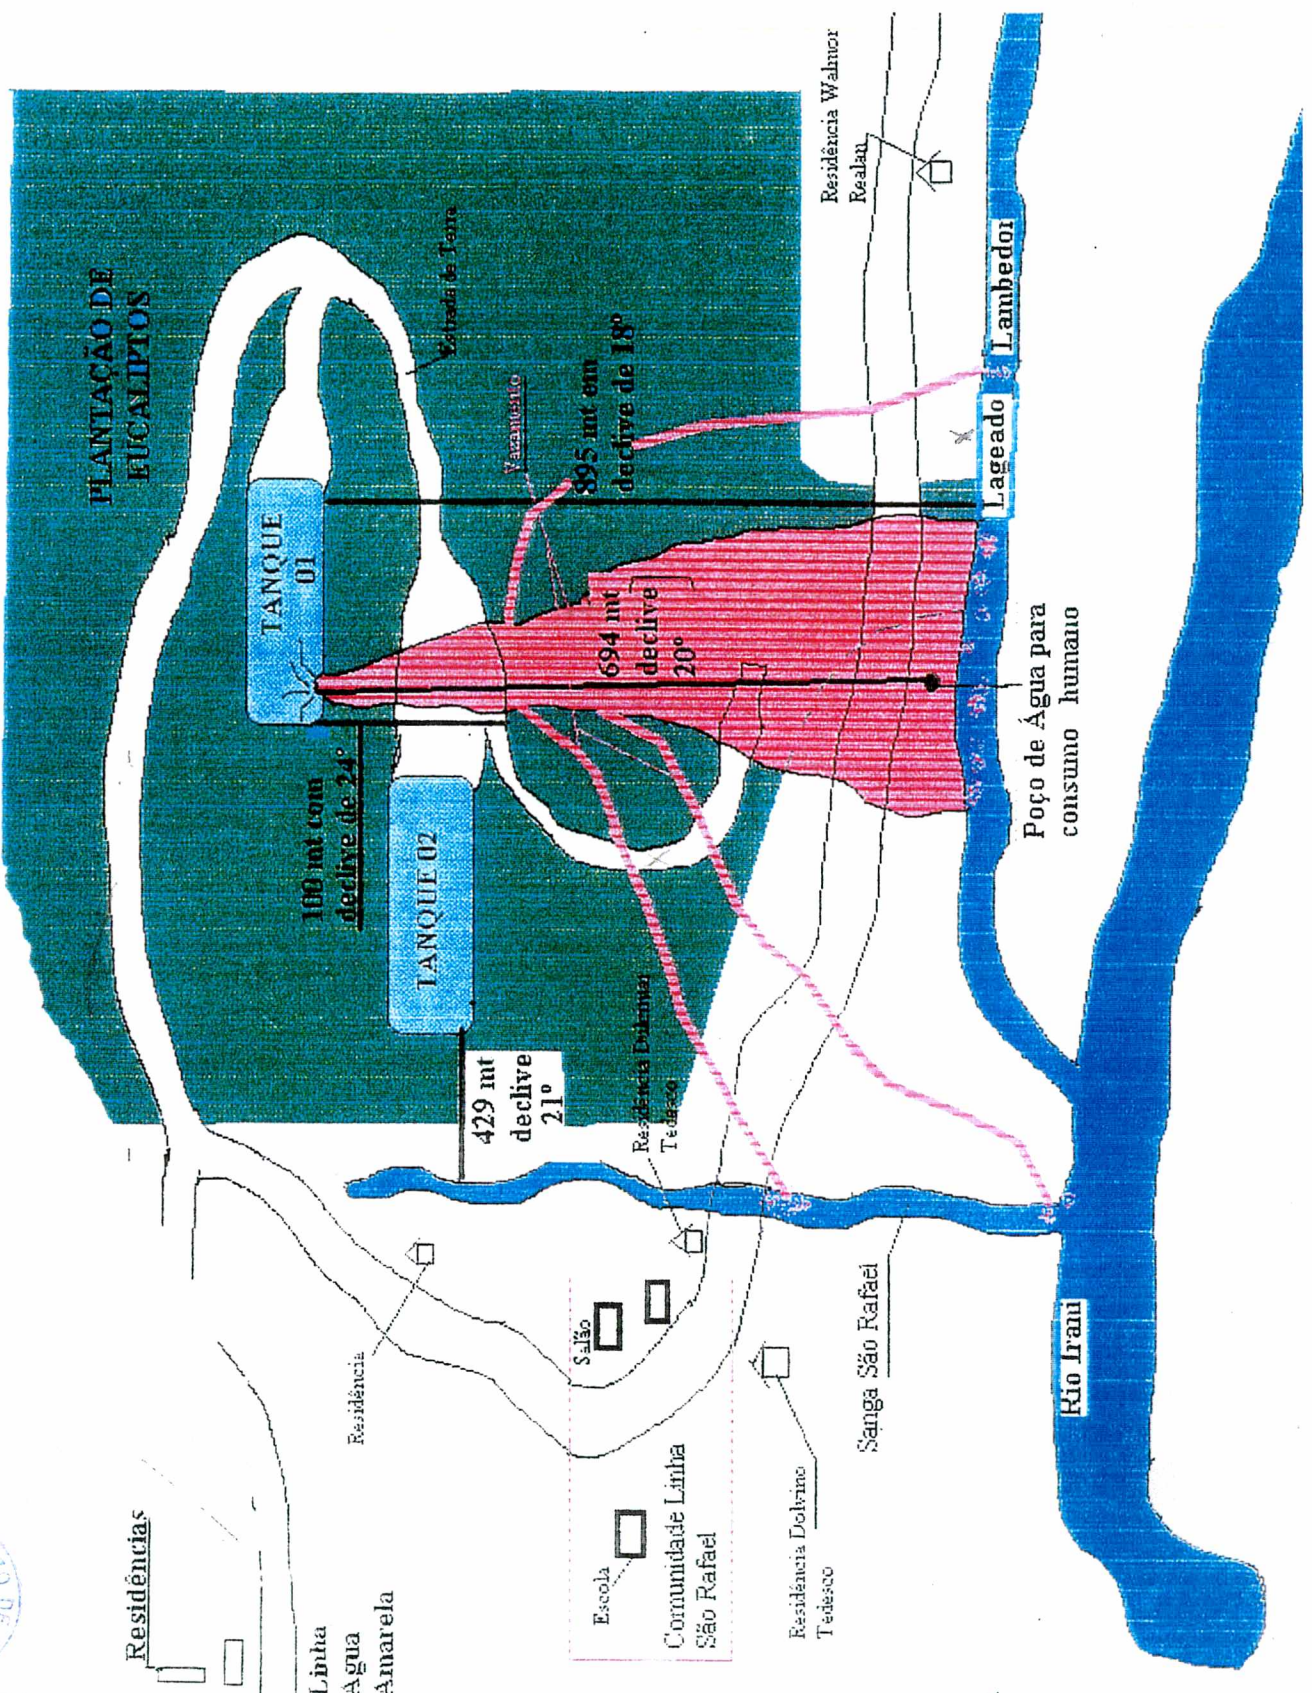 PLANTAÇÃO DE
EUCALIPTOS
Estrada de Terra
Residência Walmor
Realan
TANQUE
01
Vazamento
895 mt em
declive de 18º
Lageado Lambedor
100 mt com
declive de 24º
694 mt
declive
20º
TANQUE 02
Poço de Água para
consumo humano
429 mt
declive
21º
Residência
Tedesco
Residência
Salão
Sanga São Rafael
Rio Irani
Residências
Linha
Agua
Amarela
Escola
Comunidade Linha
São Rafael
Residência Dolvino
Tedesco